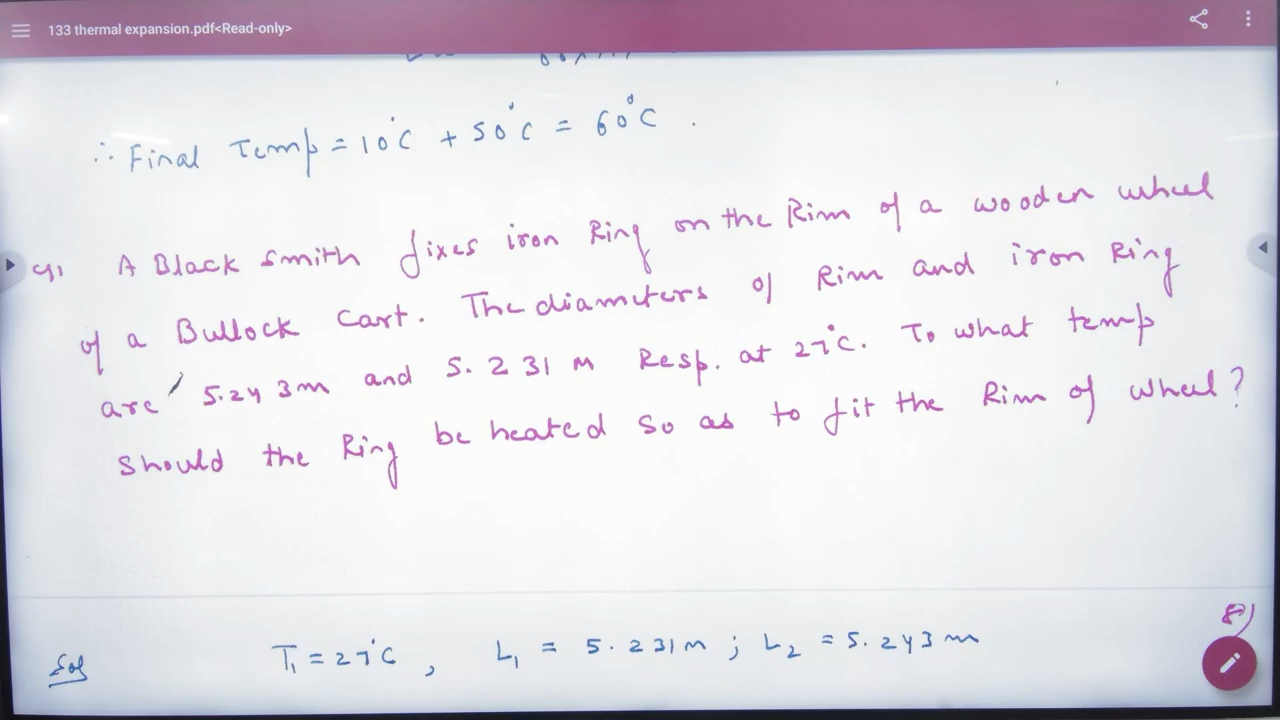 133 thermal expansion.pdf<Read-only>
∴ Final Temp = 10°C + 50°C = 60°C .
A Black smith fixes iron Ring on the Rim of a wooden wheel
of a Bullock cart. The diameters of Rim and iron Ring
are 5.243m and 5.231 M Resp. at 27°C. To what temp
should the Ring be heated so as to fit the Rim of wheel?
8)
Sol T₁ = 27°C , L₁ = 5.231m ; L₂ = 5.243m